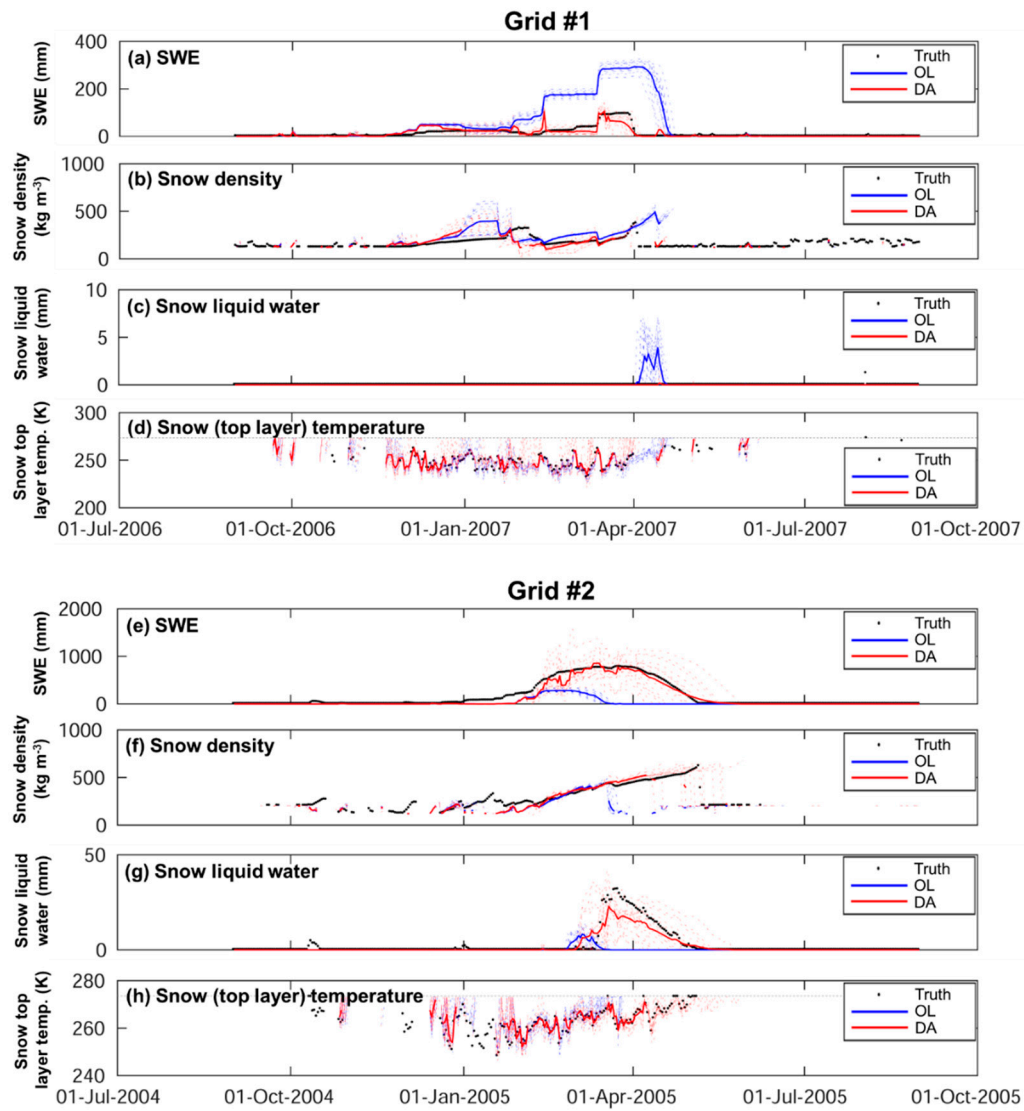 Grid #1
(a) SWE
SWE (mm)
400
200
0
Truth
OL
DA
(b) Snow density
Snow density
(kg m-3)
1000
500
0
Truth
OL
DA
(c) Snow liquid water
Snow liquid
water (mm)
10
5
0
Truth
OL
DA
(d) Snow (top layer) temperature
Snow top
layer temp. (K)
300
250
200
Truth
OL
DA
01-Jul-2006 01-Oct-2006 01-Jan-2007 01-Apr-2007 01-Jul-2007 01-Oct-2007
Grid #2
(e) SWE
SWE (mm)
2000
1000
0
Truth
OL
DA
(f) Snow density
Snow density
(kg m-3)
1000
500
0
Truth
OL
DA
(g) Snow liquid water
Snow liquid
water (mm)
50
0
Truth
OL
DA
(h) Snow (top layer) temperature
Snow top
layer temp. (K)
280
260
240
Truth
OL
DA
01-Jul-2004 01-Oct-2004 01-Jan-2005 01-Apr-2005 01-Jul-2005 01-Oct-2005